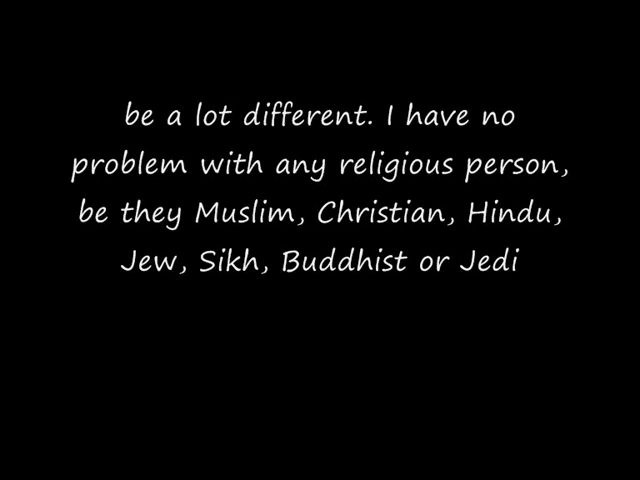 be a lot different. I have no
problem with any religious person,
be they Muslim, Christian, Hindu,
Jew, Sikh, Buddhist or Jedi